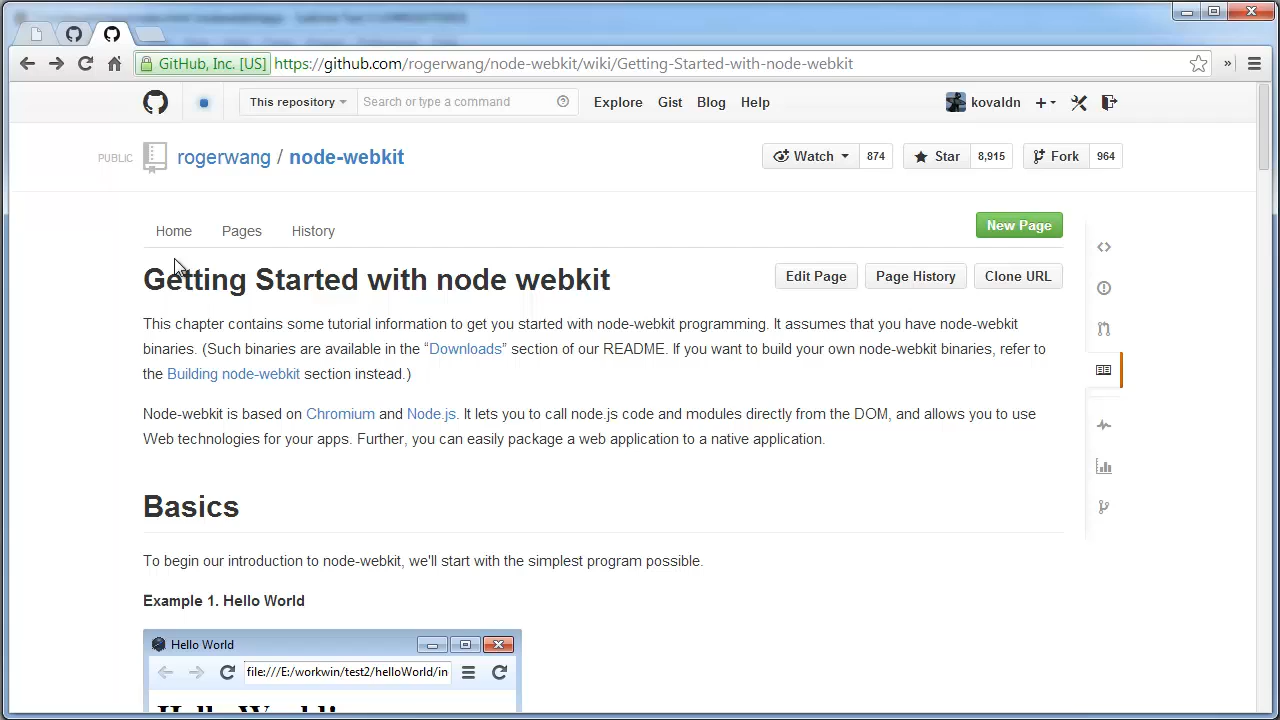 GitHub, Inc. [US] https://github.com/rogerwang/node-webkit/wiki/Getting-Started-with-node-webkit »
This repository Search or type a command Explore Gist Blog Help kovaldn
PUBLIC rogerwang / node-webkit Watch 874 Star 8,915 Fork 964
Home Pages History New Page
Getting Started with node webkit Edit Page Page History Clone URL
This chapter contains some tutorial information to get you started with node-webkit programming. It assumes that you have node-webkit
binaries. (Such binaries are available in the “Downloads” section of our README. If you want to build your own node-webkit binaries, refer to
the Building node-webkit section instead.)
Node-webkit is based on Chromium and Node.js. It lets you to call node.js code and modules directly from the DOM, and allows you to use
Web technologies for your apps. Further, you can easily package a web application to a native application.
Basics
To begin our introduction to node-webkit, we'll start with the simplest program possible.
Example 1. Hello World
Hello World
file:///E:/workwin/test2/helloWorld/in
Hello World!